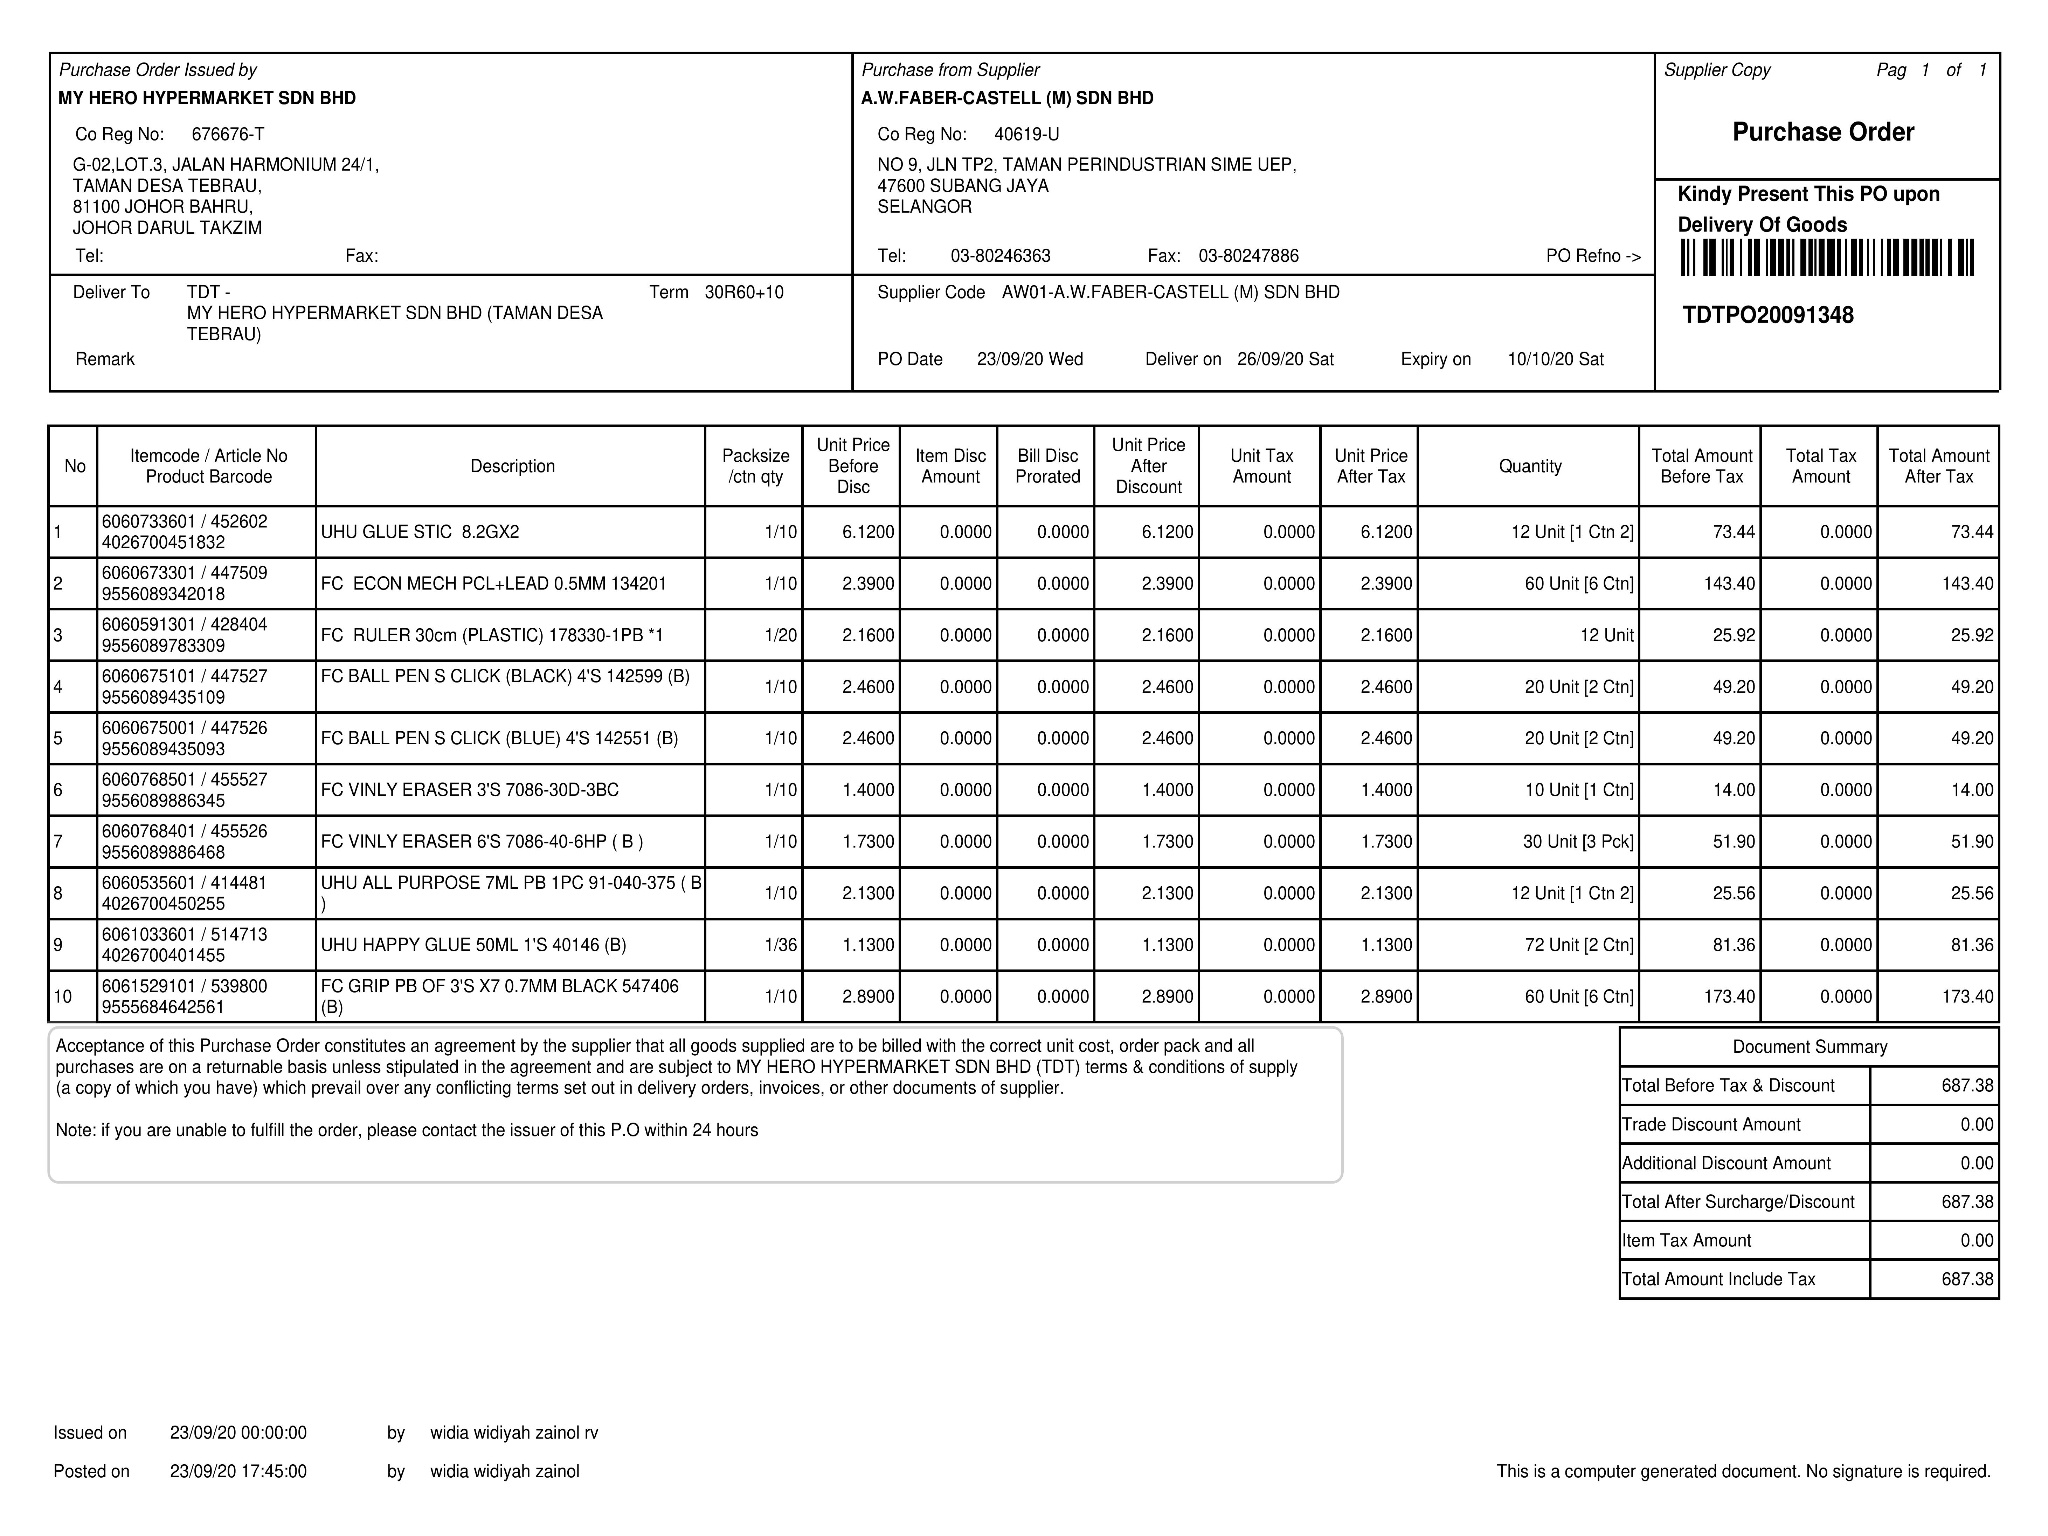 Purchase Order Issued by
MY HERO HYPERMARKET SDN BHD
Co Reg No: 676676-T
G-02,LOT.3, JALAN HARMONIUM 24/1,
TAMAN DESA TEBRAU,
81100 JOHOR BAHRU,
JOHOR DARUL TAKZIM
Tel: Fax:
Deliver To TDT - Term 30R60+10
MY HERO HYPERMARKET SDN BHD (TAMAN DESA
TEBRAU)
Remark
Purchase from Supplier
A.W.FABER-CASTELL (M) SDN BHD
Co Reg No: 40619-U
NO 9, JLN TP2, TAMAN PERINDUSTRIAN SIME UEP,
47600 SUBANG JAYA
SELANGOR
Tel: 03-80246363 Fax: 03-80247886 PO Refno ->
Supplier Code AW01-A.W.FABER-CASTELL (M) SDN BHD
PO Date 23/09/20 Wed Deliver on 26/09/20 Sat Expiry on 10/10/20 Sat
Supplier Copy Pag 1 of 1
Purchase Order
Kindy Present This PO upon
Delivery Of Goods
TDTPO20091348
No Itemcode / Article No Product Barcode Description Packsize /ctn qty Unit Price Before Disc Item Disc Amount Bill Disc Prorated Unit Price After Discount Unit Tax Amount Unit Price After Tax Quantity Total Amount Before Tax Total Tax Amount Total Amount After Tax
1 6060733601 / 452602 UHU GLUE STIC 8.2GX2 1/10 6.1200 0.0000 0.0000 6.1200 0.0000 6.1200 12 Unit [1 Ctn 2] 73.44 0.0000 73.44
4026700451832
2 6060673301 / 447509 FC ECON MECH PCL+LEAD 0.5MM 134201 1/10 2.3900 0.0000 0.0000 2.3900 0.0000 2.3900 60 Unit [6 Ctn] 143.40 0.0000 143.40
9556089342018
3 6060591301 / 428404 FC RULER 30cm (PLASTIC) 178330-1PB *1 1/20 2.1600 0.0000 0.0000 2.1600 0.0000 2.1600 12 Unit 25.92 0.0000 25.92
9556089783309
4 6060675101 / 447527 FC BALL PEN S CLICK (BLACK) 4'S 142599 (B) 1/10 2.4600 0.0000 0.0000 2.4600 0.0000 2.4600 20 Unit [2 Ctn] 49.20 0.0000 49.20
9556089435109
5 6060675001 / 447526 FC BALL PEN S CLICK (BLUE) 4'S 142551 (B) 1/10 2.4600 0.0000 0.0000 2.4600 0.0000 2.4600 20 Unit [2 Ctn] 49.20 0.0000 49.20
9556089435093
6 6060768501 / 455527 FC VINLY ERASER 3'S 7086-30D-3BC 1/10 1.4000 0.0000 0.0000 1.4000 0.0000 1.4000 10 Unit [1 Ctn] 14.00 0.0000 14.00
9556089886345
7 6060768401 / 455526 FC VINLY ERASER 6'S 7086-40-6HP ( B ) 1/10 1.7300 0.0000 0.0000 1.7300 0.0000 1.7300 30 Unit [3 Pck] 51.90 0.0000 51.90
9556089886468
8 6060535601 / 414481 UHU ALL PURPOSE 7ML PB 1PC 91-040-375 ( B 1/10 2.1300 0.0000 0.0000 2.1300 0.0000 2.1300 12 Unit [1 Ctn 2] 25.56 0.0000 25.56
4026700450255 )
9 6061033601 / 514713 UHU HAPPY GLUE 50ML 1'S 40146 (B) 1/36 1.1300 0.0000 0.0000 1.1300 0.0000 1.1300 72 Unit [2 Ctn] 81.36 0.0000 81.36
4026700401455
10 6061529101 / 539800 FC GRIP PB OF 3'S X7 0.7MM BLACK 547406 1/10 2.8900 0.0000 0.0000 2.8900 0.0000 2.8900 60 Unit [6 Ctn] 173.40 0.0000 173.40
9555684642561 (B)
Acceptance of this Purchase Order constitutes an agreement by the supplier that all goods supplied are to be billed with the correct unit cost, order pack and all
purchases are on a returnable basis unless stipulated in the agreement and are subject to MY HERO HYPERMARKET SDN BHD (TDT) terms & conditions of supply
(a copy of which you have) which prevail over any conflicting terms set out in delivery orders, invoices, or other documents of supplier.
Note: if you are unable to fulfill the order, please contact the issuer of this P.O within 24 hours
Document Summary
Total Before Tax & Discount 687.38
Trade Discount Amount 0.00
Additional Discount Amount 0.00
Total After Surcharge/Discount 687.38
Item Tax Amount 0.00
Total Amount Include Tax 687.38
Issued on 23/09/20 00:00:00 by widia widiyah zainol rv
Posted on 23/09/20 17:45:00 by widia widiyah zainol
This is a computer generated document. No signature is required.